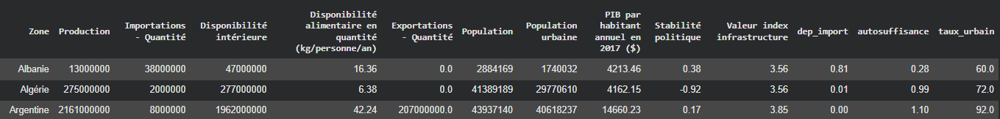 Zone Production Importations - Quantité Disponibilité intérieure Disponibilité alimentaire en quantité (kg/personne/an) Exportations - Quantité Population Population urbaine PIB par habitant annuel en 2017 ($) Stabilité politique Valeur index infrastructure dep_import autosuffisance taux_urbain
Albanie 13000000 38000000 47000000 16.36 0.0 2884169 1740032 4213.46 0.38 3.56 0.81 0.28 60.0
Algérie 275000000 2000000 277000000 6.38 0.0 41389189 29770610 4162.15 -0.92 3.56 0.01 0.99 72.0
Argentine 2161000000 8000000 1962000000 42.24 207000000.0 43937140 40618237 14660.23 0.17 3.85 0.00 1.10 92.0